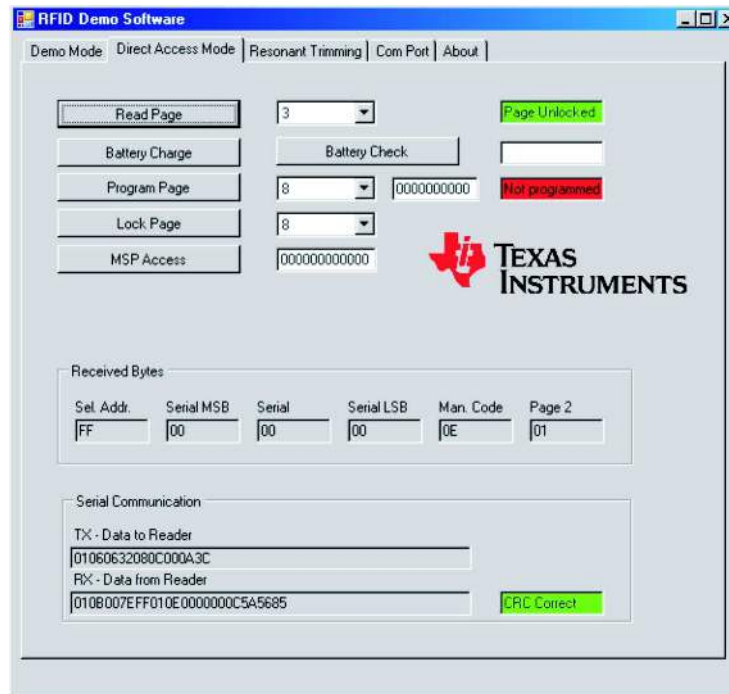 RFID Demo Software
Demo Mode Direct Access Mode Resonant Trimming Com Port About
Read Page 3 Page Unlocked
Battery Charge Battery Check
Program Page 8 0000000000 Not programmed
Lock Page 8
MSP Access 000000000000
TEXAS
INSTRUMENTS
Received Bytes
Sel. Addr. Serial MSB Serial Serial LSB Man. Code Page 2
FF 00 00 00 0E 01
Serial Communication
TX - Data to Reader
01060632080C000A3C
RX - Data from Reader
010B007EFF010E0000000C5A5685 CRC Correct